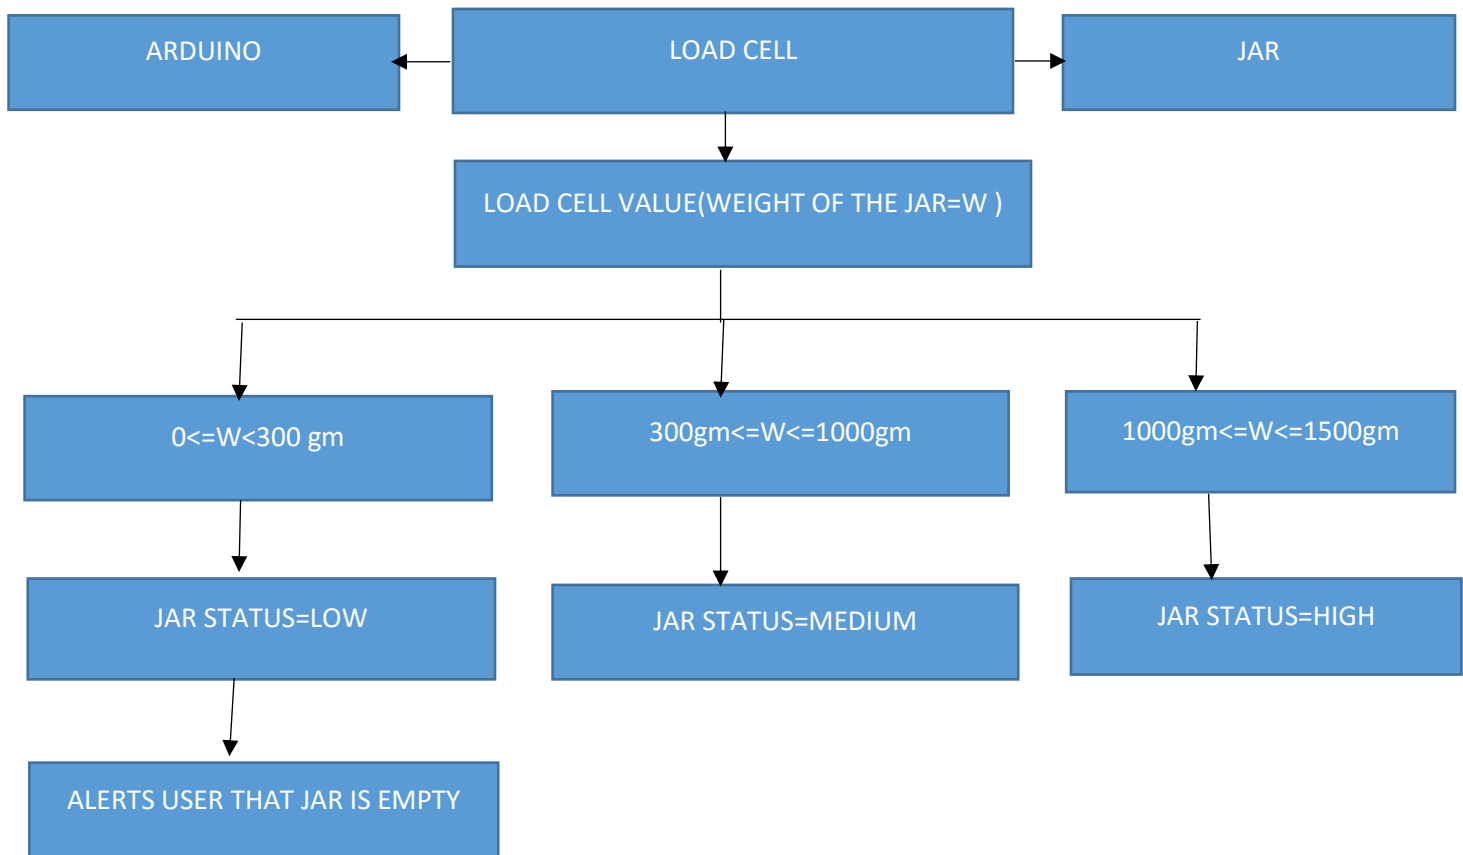 ARDUINO
LOAD CELL
JAR
LOAD CELL VALUE(WEIGHT OF THE JAR=W )
0<=W<300 gm
300gm<=W<=1000gm
1000gm<=W<=1500gm
JAR STATUS=LOW
JAR STATUS=MEDIUM
JAR STATUS=HIGH
ALERTS USER THAT JAR IS EMPTY